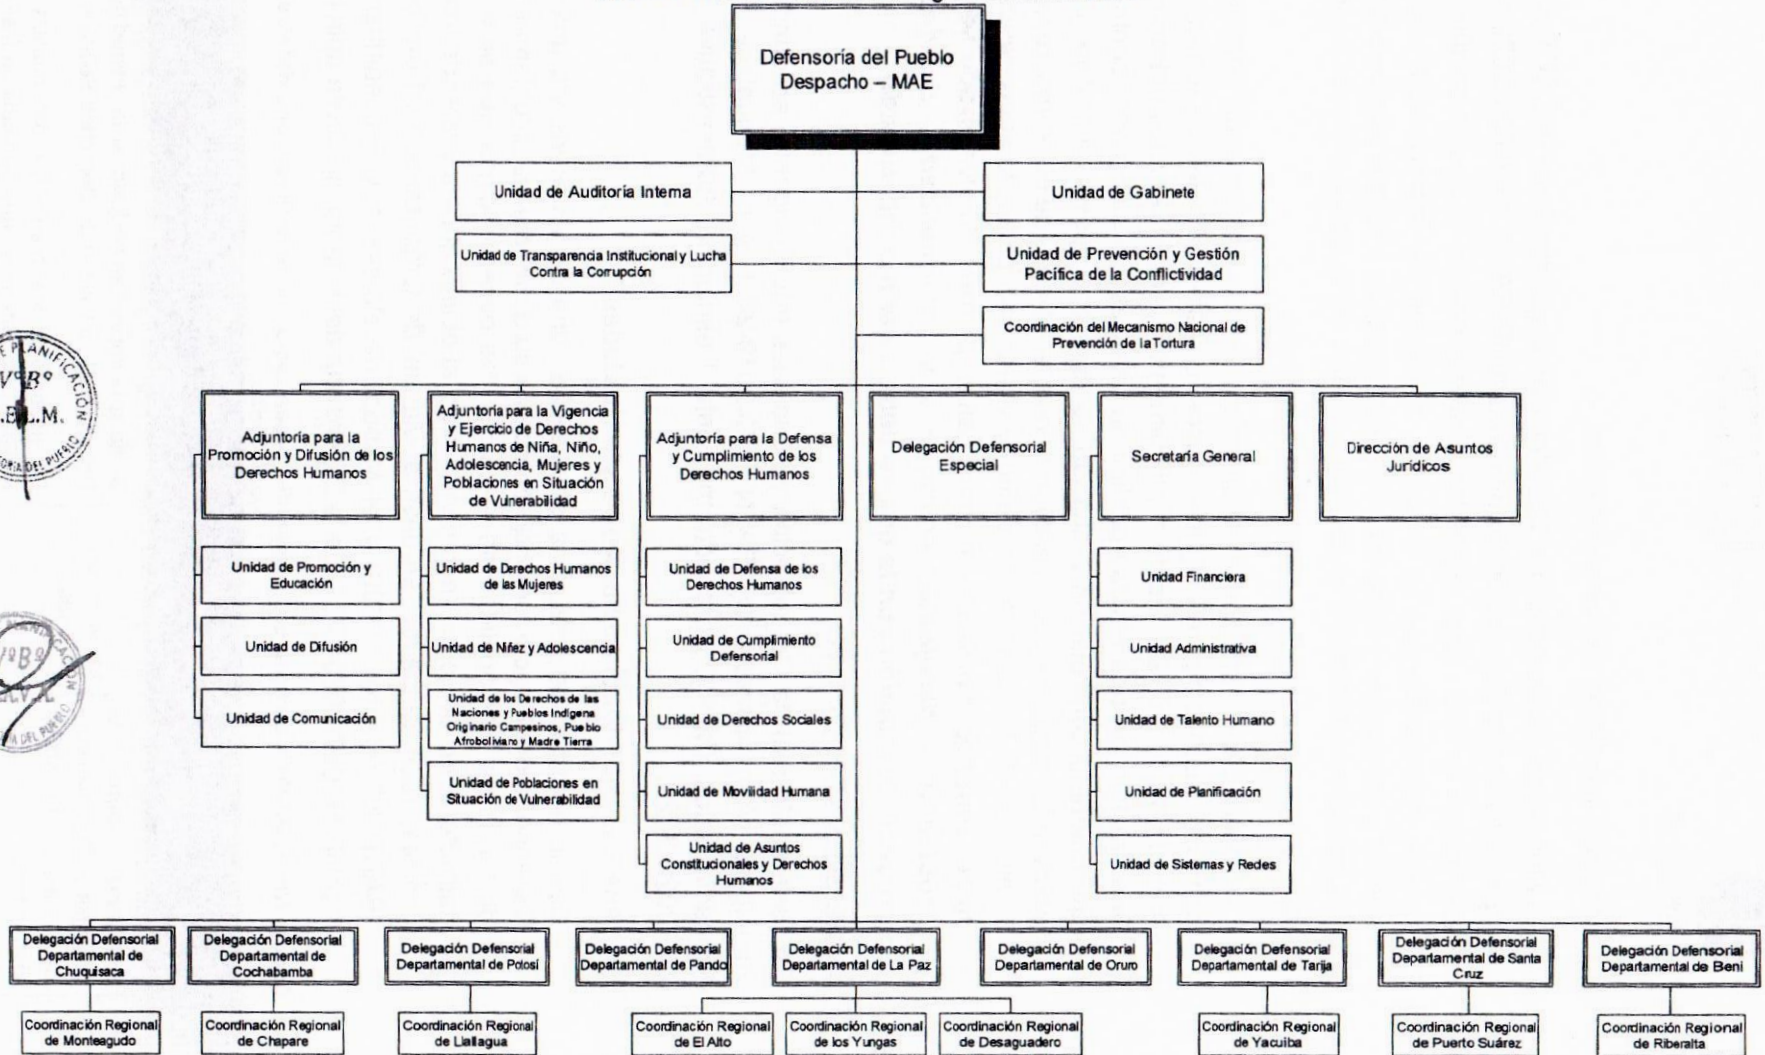 Defensoría del Pueblo
Despacho – MAE
Unidad de Auditoría Interna
Unidad de Gabinete
Unidad de Transparencia Institucional y Lucha
Contra la Corrupción
Unidad de Prevención y Gestión
Pacífica de la Conflictividad
Coordinación del Mecanismo Nacional de
Prevención de la Tortura
Adjuntoría para la
Promoción y Difusión de los
Derechos Humanos
Adjuntoría para la Vigencia
y Ejercicio de Derechos
Humanos de Niña, Niño,
Adolescencia, Mujeres y
Poblaciones en Situación
de Vulnerabilidad
Adjuntoría para la Defensa
y Cumplimiento de los
Derechos Humanos
Delegación Defensorial
Especial
Secretaría General
Dirección de Asuntos
Jurídicos
Unidad de Promoción y
Educación
Unidad de Difusión
Unidad de Comunicación
Unidad de Derechos Humanos
de las Mujeres
Unidad de Niñez y Adolescencia
Unidad de los Derechos de las
Naciones y Pueblos Indígena
Originario Campesinos, Pueblo
Afroboliviano y Madre Tierra
Unidad de Poblaciones en
Situación de Vulnerabilidad
Unidad de Defensa de los
Derechos Humanos
Unidad de Cumplimiento
Defensorial
Unidad de Derechos Sociales
Unidad de Movilidad Humana
Unidad de Asuntos
Constitucionales y Derechos
Humanos
Unidad Financiera
Unidad Administrativa
Unidad de Talento Humano
Unidad de Planificación
Unidad de Sistemas y Redes
Delegación Defensorial
Departamental de
Chuquisaca
Delegación Defensorial
Departamental de
Cochabamba
Delegación Defensorial
Departamental de Potosí
Delegación Defensorial
Departamental de Pando
Delegación Defensorial
Departamental de La Paz
Delegación Defensorial
Departamental de Oruro
Delegación Defensorial
Departamental de Tarija
Delegación Defensorial
Departamental de Santa
Cruz
Delegación Defensorial
Departamental de Beni
Coordinación Regional
de Monteagudo
Coordinación Regional
de Chapare
Coordinación Regional
de Llallagua
Coordinación Regional
de El Alto
Coordinación Regional
de los Yungas
Coordinación Regional
de Desaguadero
Coordinación Regional
de Yacuiba
Coordinación Regional
de Puerto Suárez
Coordinación Regional
de Riberalta
PLANIFICACIÓN
VºBº
DEL PUEBLO
VºBº
DEL PUEBLO